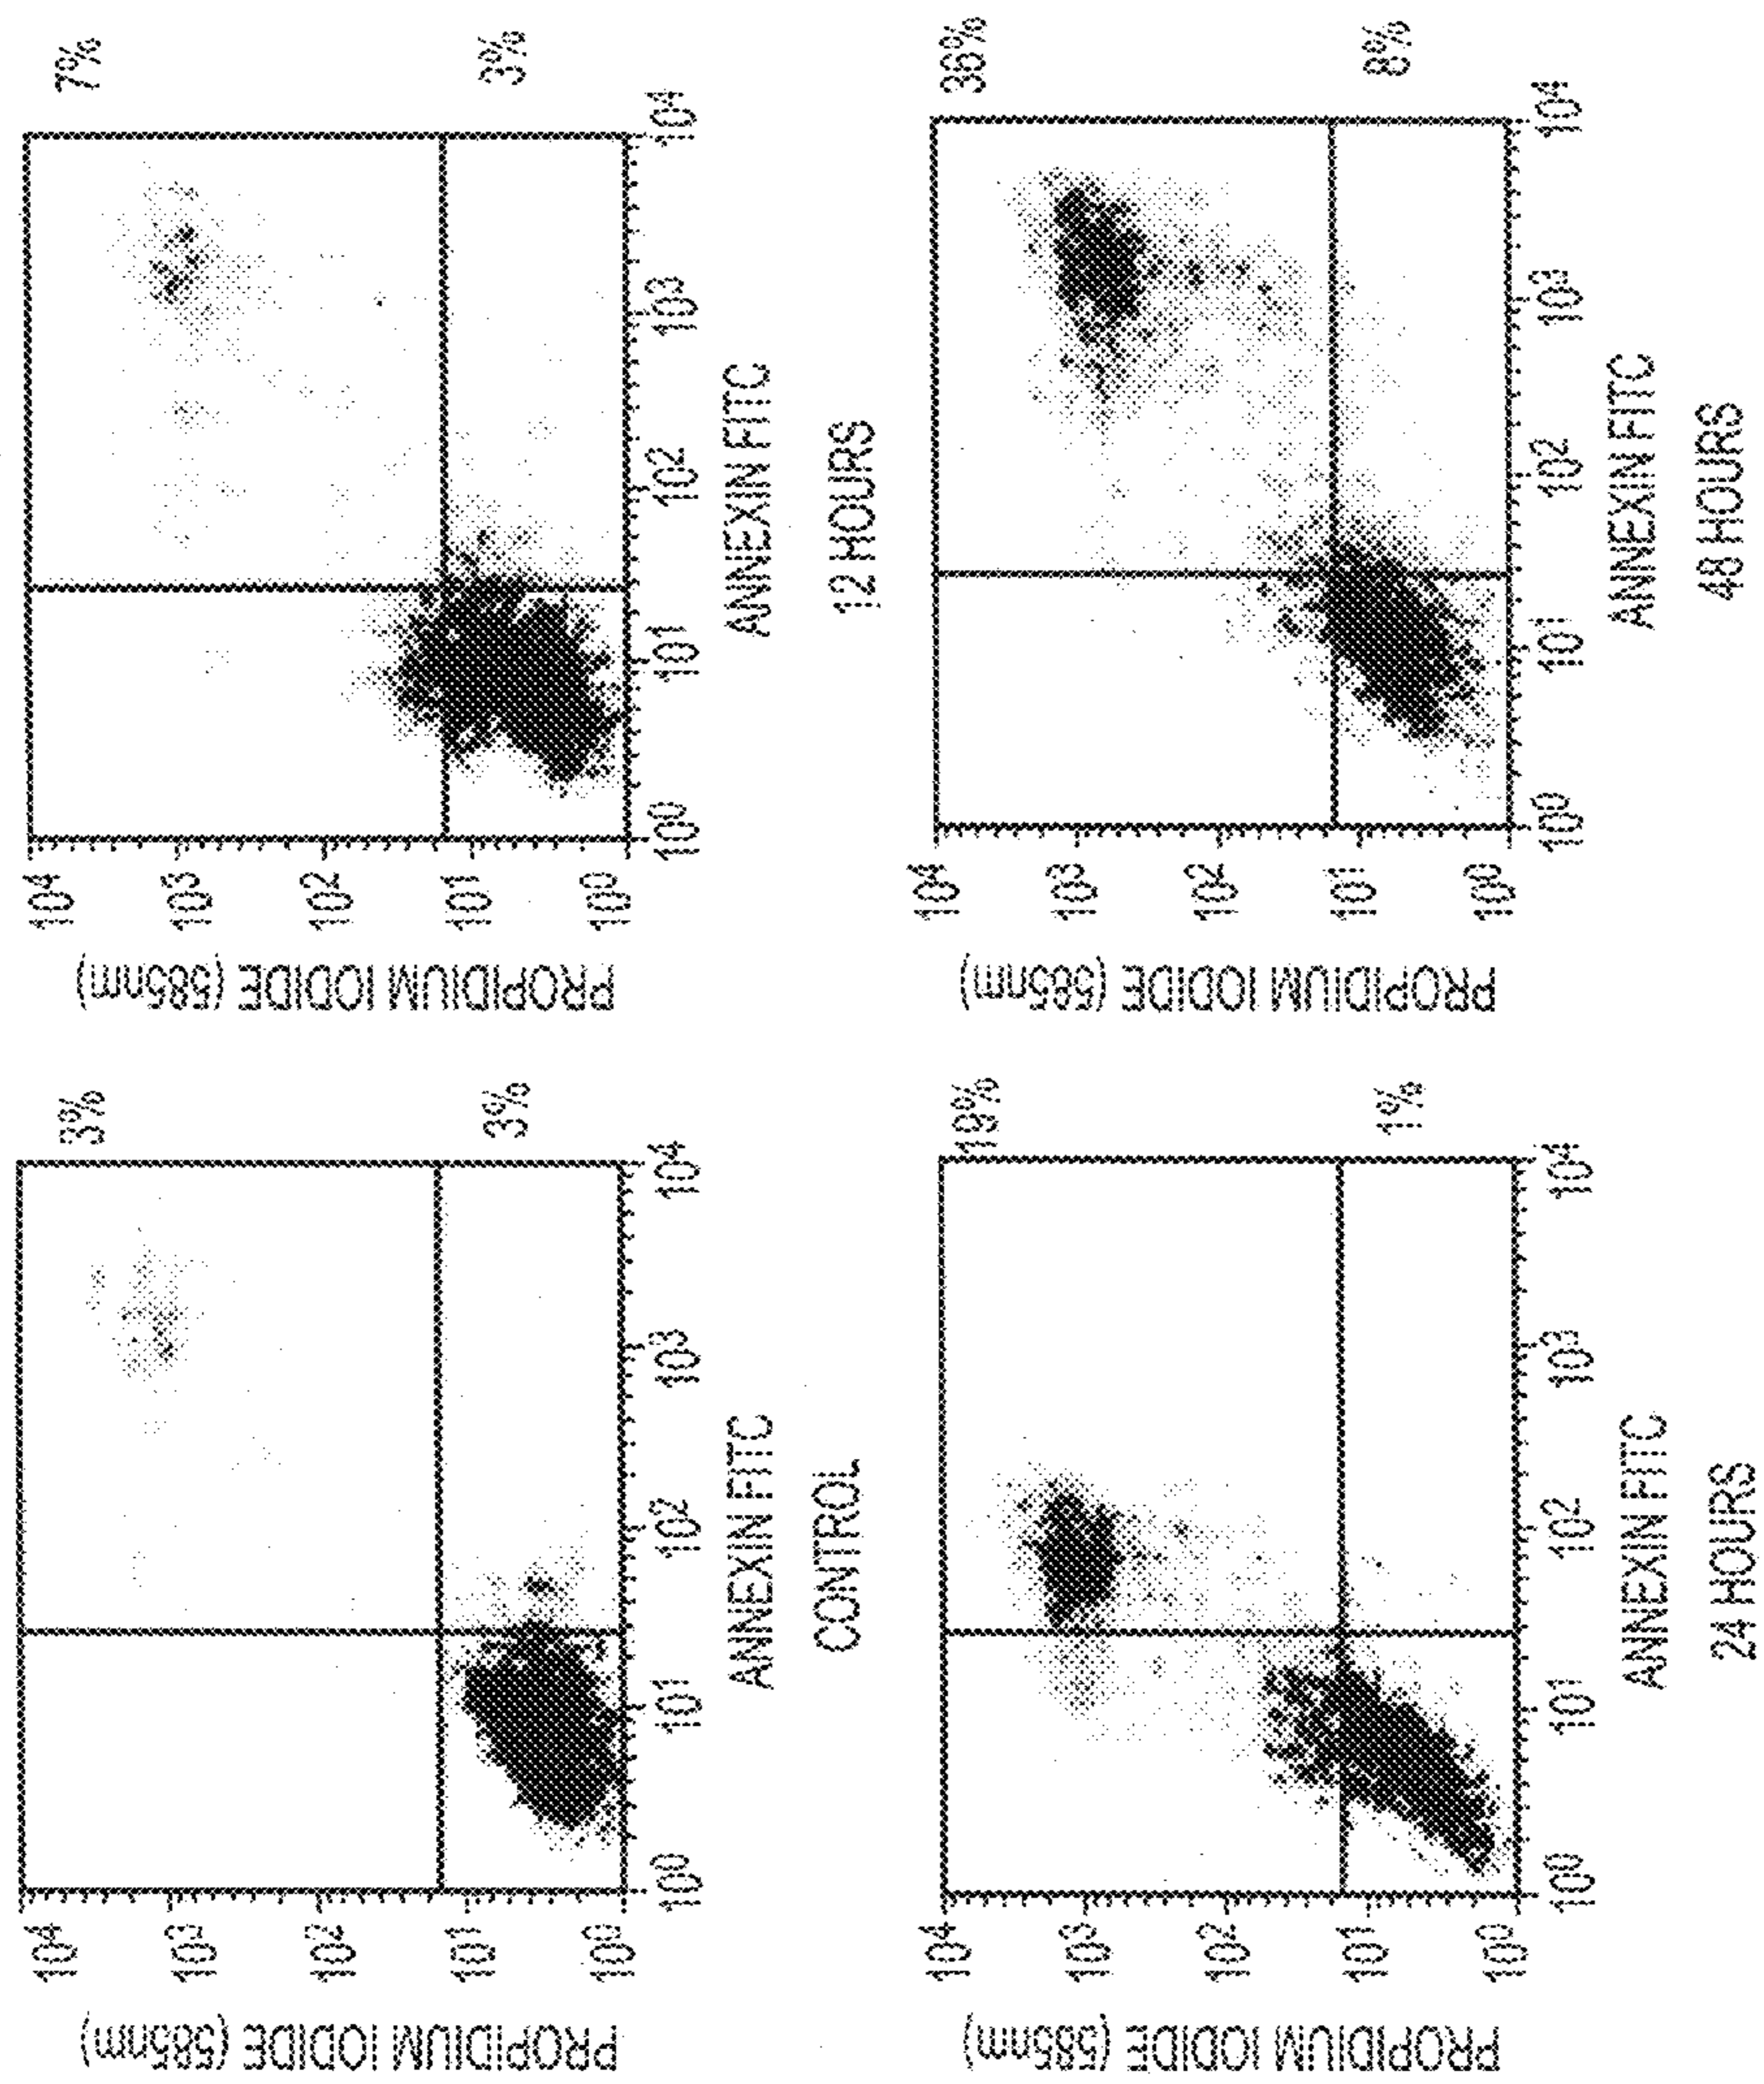 PROPIDIUM IODIDE (585nm)
10⁴
10³
10²
10¹
10⁰
3%
3%
10⁰ 10¹ 10² 10³ 10⁴
ANNEXIN FITC
CONTROL
PROPIDIUM IODIDE (585nm)
10⁴
10³
10²
10¹
10⁰
7%
3%
10⁰ 10¹ 10² 10³ 10⁴
ANNEXIN FITC
12 HOURS
PROPIDIUM IODIDE (585nm)
10⁴
10³
10²
10¹
10⁰
19%
1%
10⁰ 10¹ 10² 10³ 10⁴
ANNEXIN FITC
24 HOURS
PROPIDIUM IODIDE (585nm)
10⁴
10³
10²
10¹
10⁰
38%
8%
10⁰ 10¹ 10² 10³ 10⁴
ANNEXIN FITC
48 HOURS